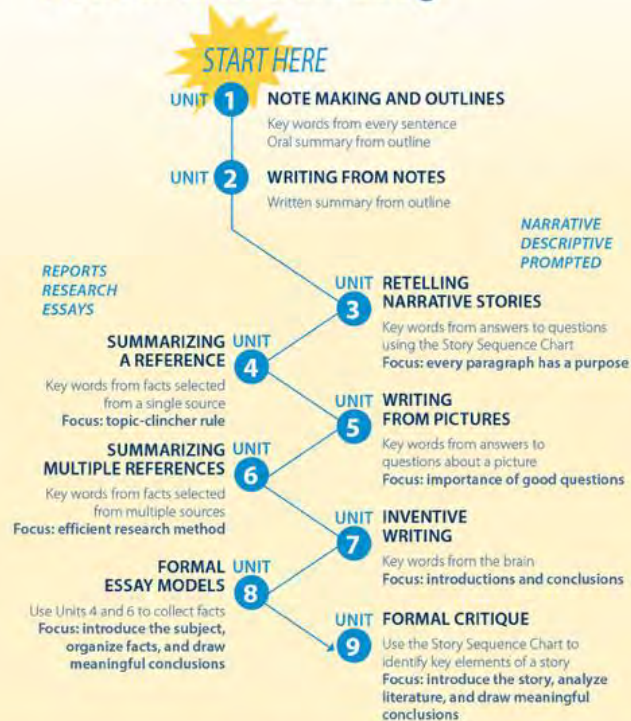 START HERE
UNIT 1 NOTE MAKING AND OUTLINES
Key words from every sentence
Oral summary from outline
UNIT 2 WRITING FROM NOTES
Written summary from outline
NARRATIVE
DESCRIPTIVE
PROMPTED
REPORTS
RESEARCH
ESSAYS
UNIT 3 RETELLING
NARRATIVE STORIES
Key words from answers to questions
using the Story Sequence Chart
Focus: every paragraph has a purpose
SUMMARIZING UNIT 4
A REFERENCE
Key words from facts selected
from a single source
Focus: topic-clincher rule
UNIT 5 WRITING
FROM PICTURES
Key words from answers to
questions about a picture
Focus: importance of good questions
SUMMARIZING UNIT 6
MULTIPLE REFERENCES
Key words from facts selected
from multiple sources
Focus: efficient research method
UNIT 7 INVENTIVE
WRITING
Key words from the brain
Focus: introductions and conclusions
FORMAL UNIT 8
ESSAY MODELS
Use Units 4 and 6 to collect facts
Focus: introduce the subject,
organize facts, and draw
meaningful conclusions
UNIT 9 FORMAL CRITIQUE
Use the Story Sequence Chart to
identify key elements of a story
Focus: introduce the story, analyze
literature, and draw meaningful
conclusions